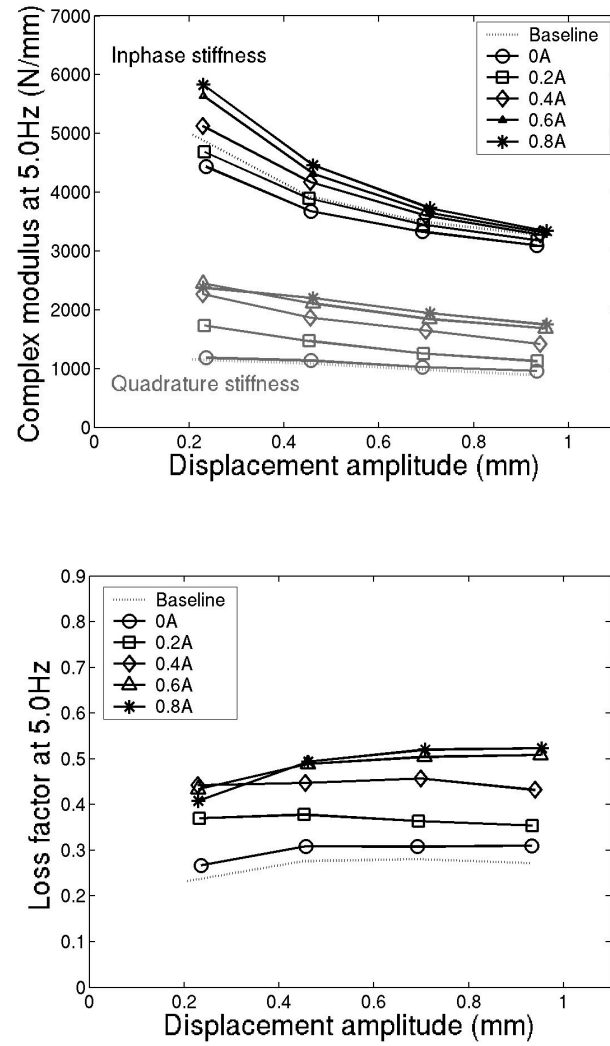 Complex modulus at 5.0Hz (N/mm)
7000
6000
5000
4000
3000
2000
1000
0
Inphase stiffness
Quadrature stiffness
Baseline
0A
0.2A
0.4A
0.6A
0.8A
0 0.2 0.4 0.6 0.8 1
Displacement amplitude (mm)
Loss factor at 5.0Hz
0.9
0.8
0.7
0.6
0.5
0.4
0.3
0.2
0.1
0
Baseline
0A
0.2A
0.4A
0.6A
0.8A
0 0.2 0.4 0.6 0.8 1
Displacement amplitude (mm)